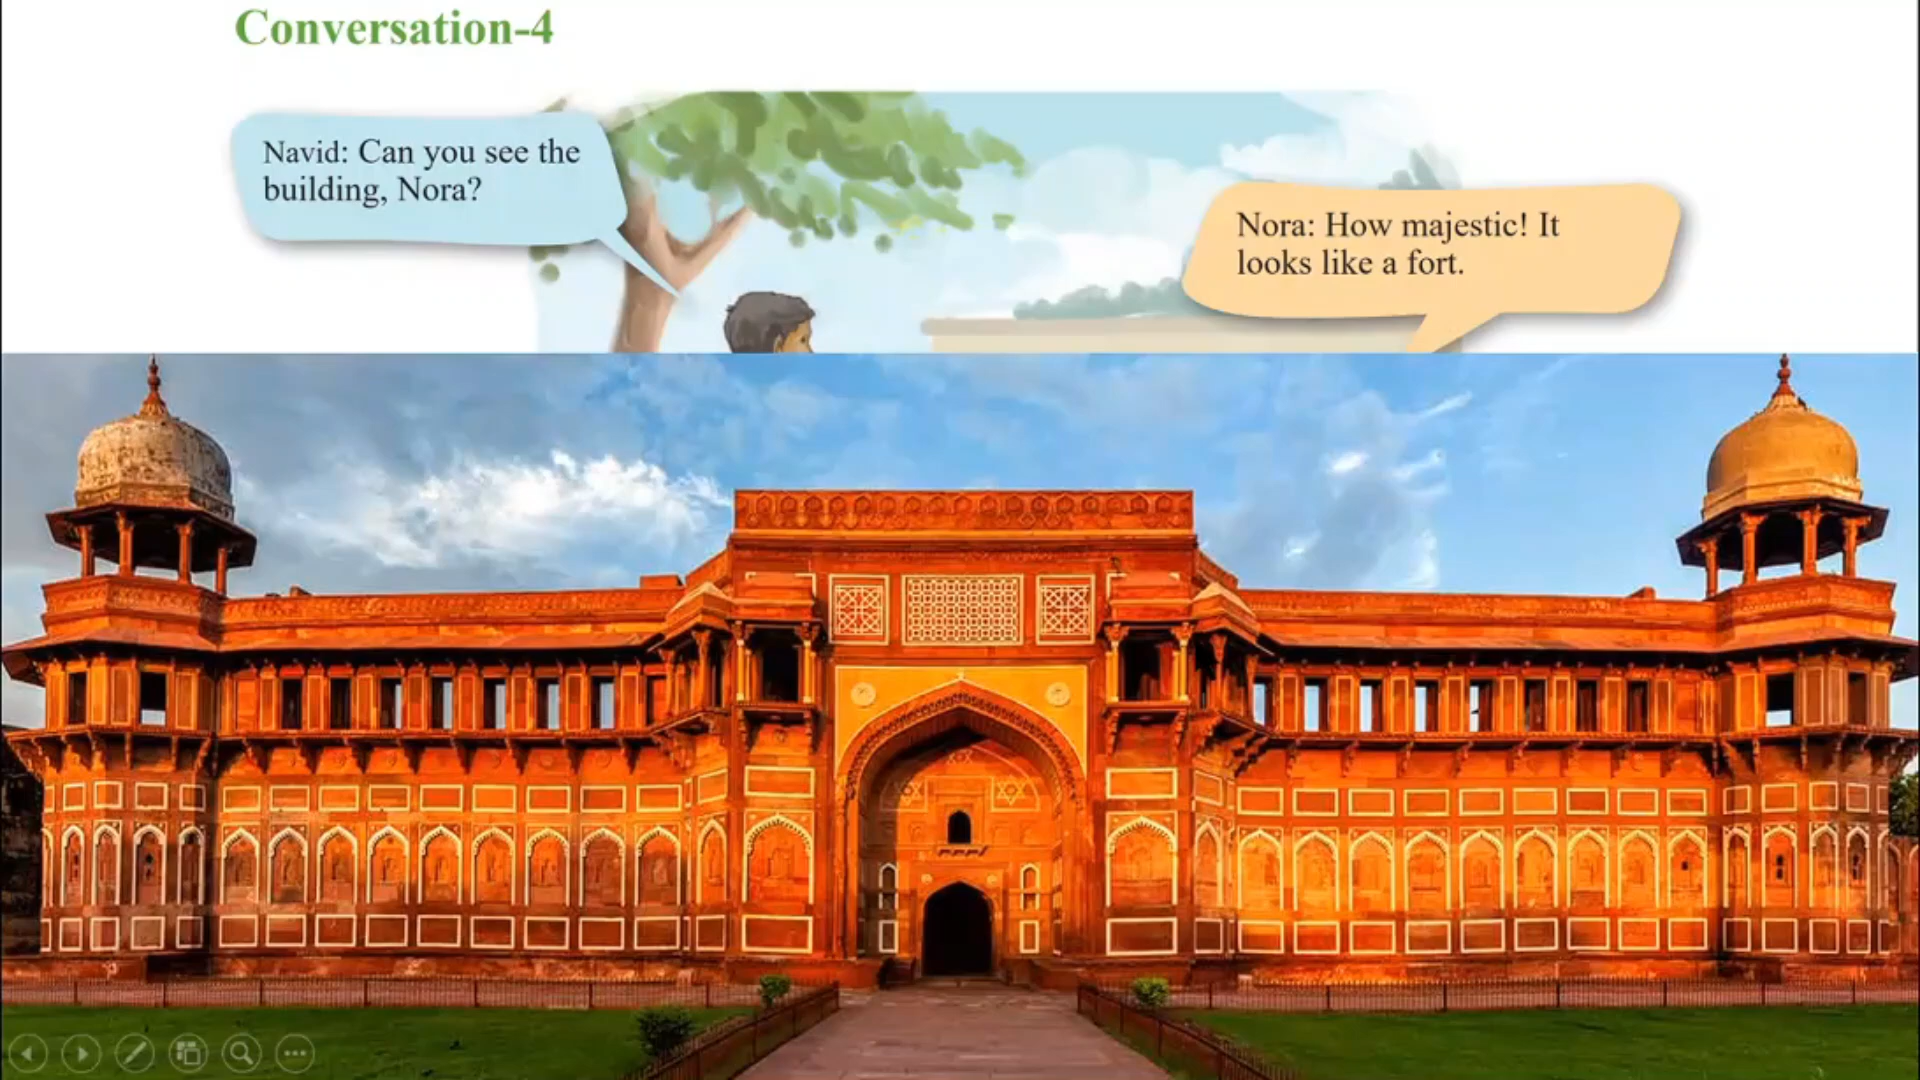 Conversation-4
Navid: Can you see the
building, Nora?
Nora: How majestic! It
looks like a fort.